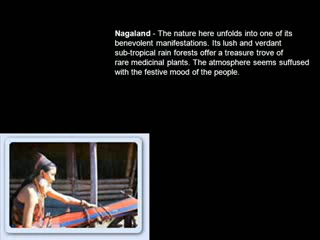 Nagaland - The nature here unfolds into one of its
benevolent manifestations. Its lush and verdant
sub-tropical rain forests offer a treasure trove of
rare medicinal plants. The atmosphere seems suffused
with the festive mood of the people.